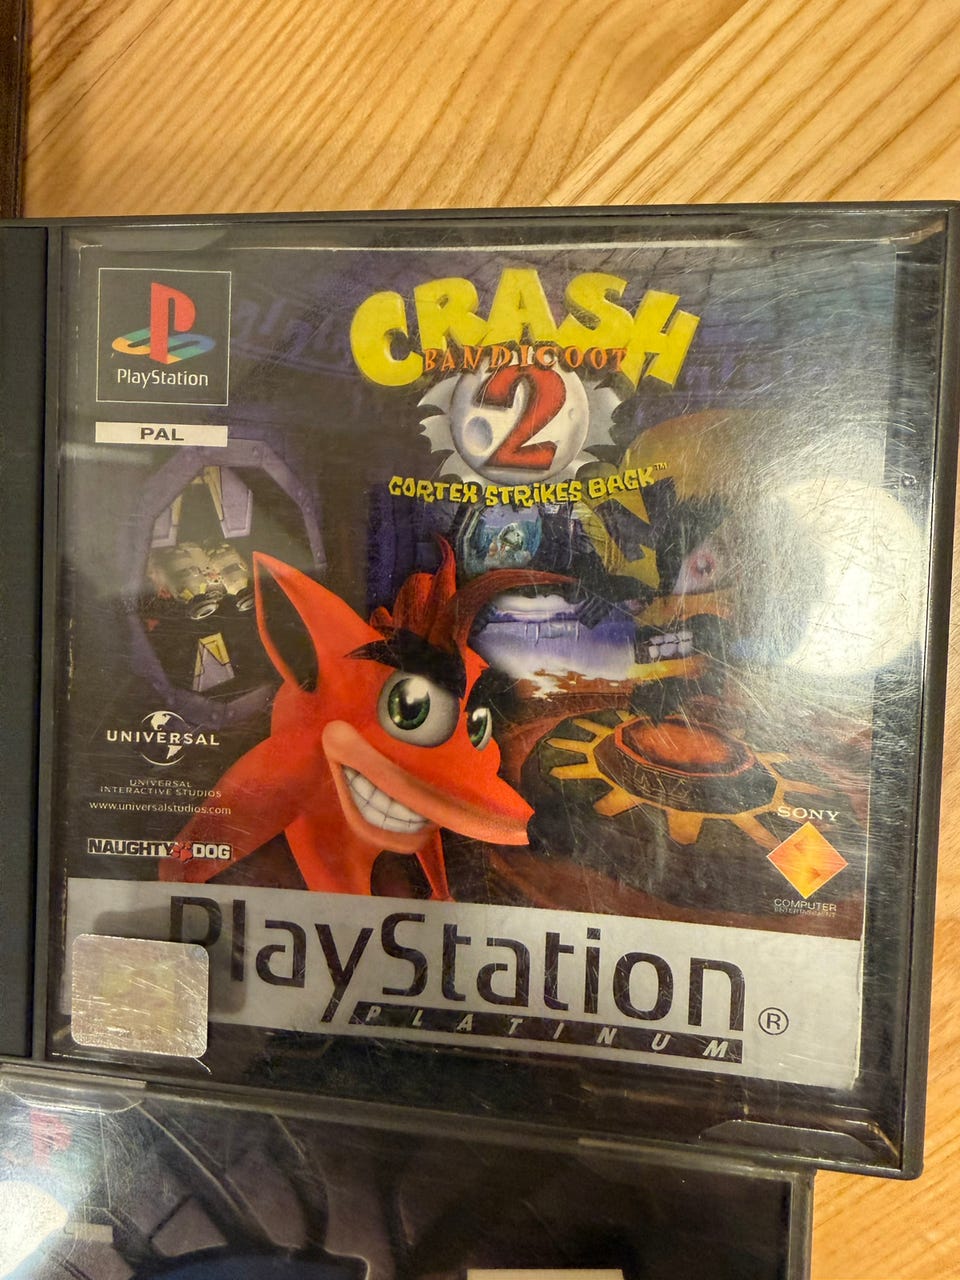 PlayStation
PAL
CRASH
BANDICOOT
2
CORTEX STRIKES BACK™
UNIVERSAL
UNIVERSAL
INTERACTIVE STUDIOS
www.universalstudios.com
NAUGHTY DOG
SONY
COMPUTER
ENTERTAINMENT
PlayStation®
PLATINUM